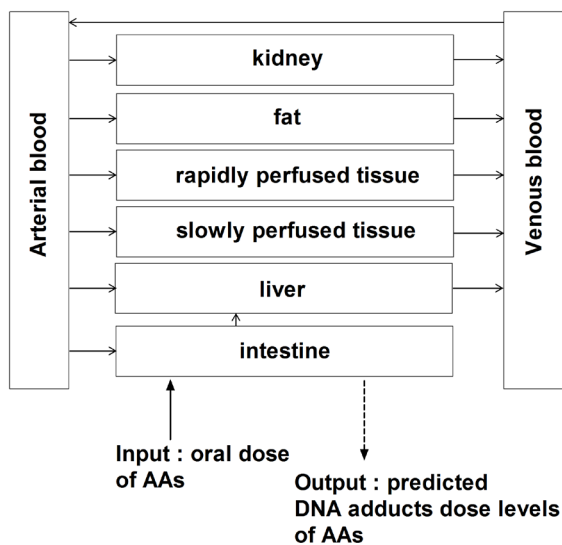 Arterial blood
kidney
fat
rapidly perfused tissue
slowly perfused tissue
liver
intestine
Venous blood
Input : oral dose
of AAs
Output : predicted
DNA adducts dose levels
of AAs